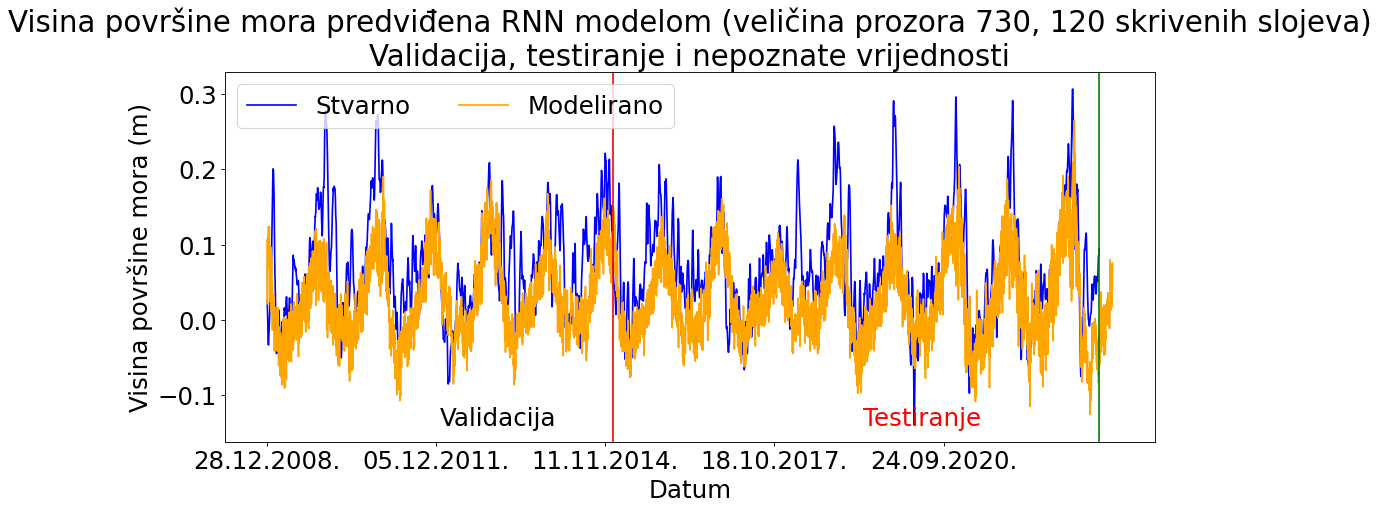 Visina površine mora predviđena RNN modelom (veličina prozora 730, 120 skrivenih slojeva)
Validacija, testiranje i nepoznate vrijednosti
Stvarno Modelirano
Visina površine mora (m)
0.3
0.2
0.1
0.0
−0.1
Validacija Testiranje
28.12.2008. 05.12.2011. 11.11.2014. 18.10.2017. 24.09.2020.
Datum